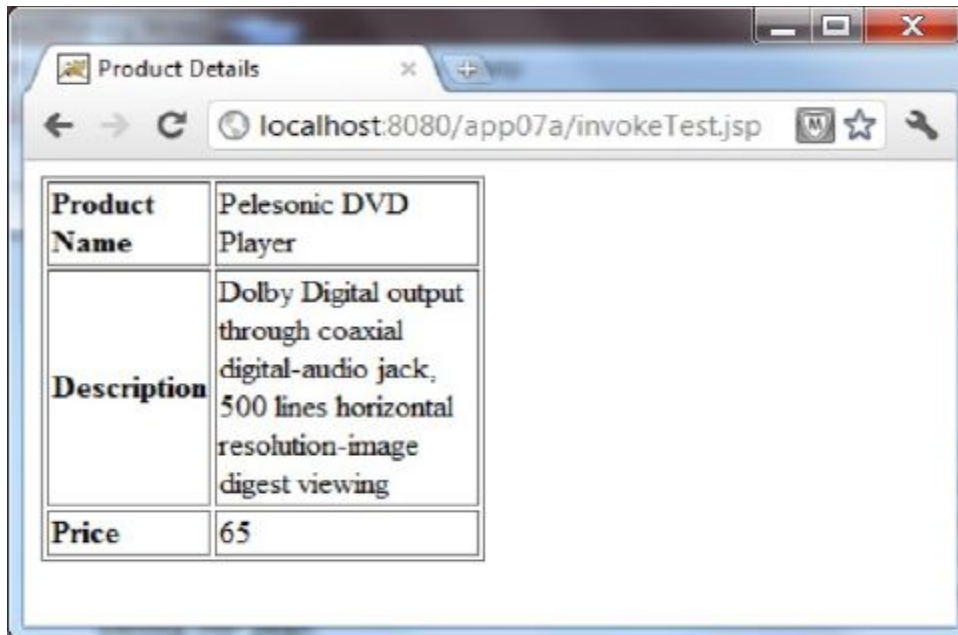 Product Details
localhost:8080/app07a/invokeTest.jsp
Product
Name
Pelesonic DVD
Player
Description
Dolby Digital output
through coaxial
digital-audio jack,
500 lines horizontal
resolution-image
digest viewing
Price
65